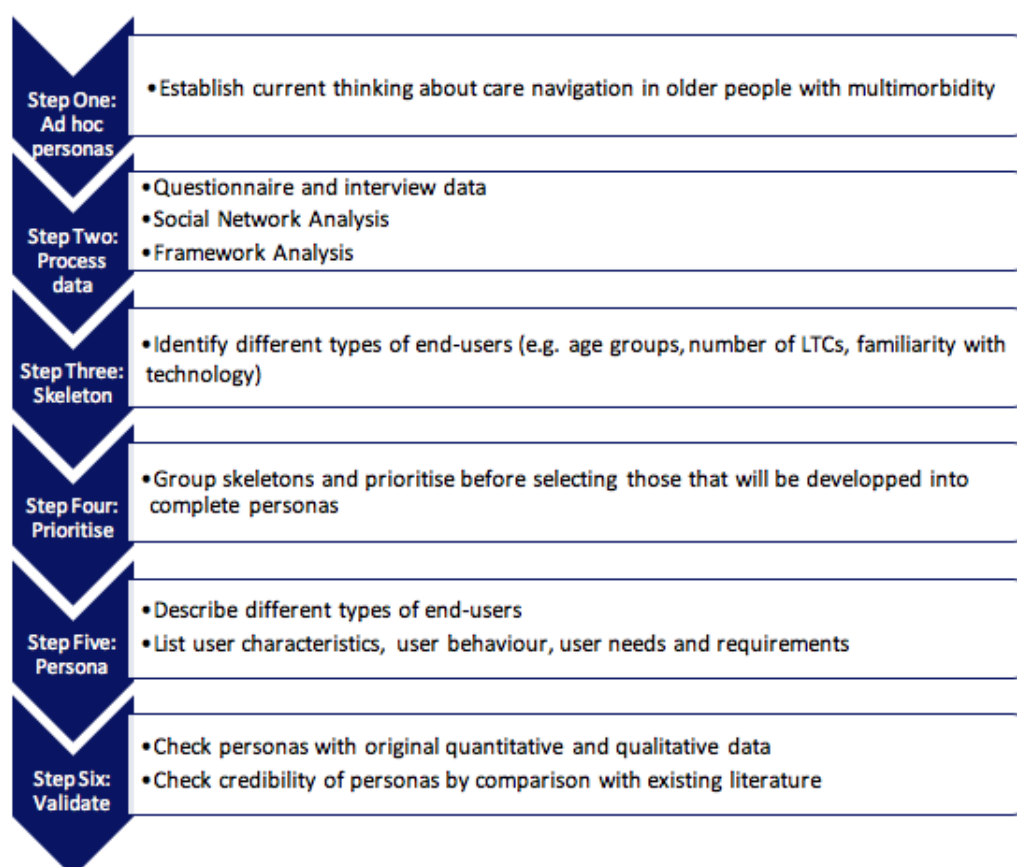 Step One:
Ad hoc
personas
•Establish current thinking about care navigation in older people with multimorbidity
Step Two:
Process
data
•Questionnaire and interview data
•Social Network Analysis
•Framework Analysis
Step Three:
Skeleton
•Identify different types of end-users (e.g. age groups, number of LTCs, familiarity with
technology)
Step Four:
Prioritise
•Group skeletons and prioritise before selecting those that will be developped into
complete personas
Step Five:
Persona
•Describe different types of end-users
•List user characteristics, user behaviour, user needs and requirements
Step Six:
Validate
•Check personas with original quantitative and qualitative data
•Check credibility of personas by comparison with existing literature